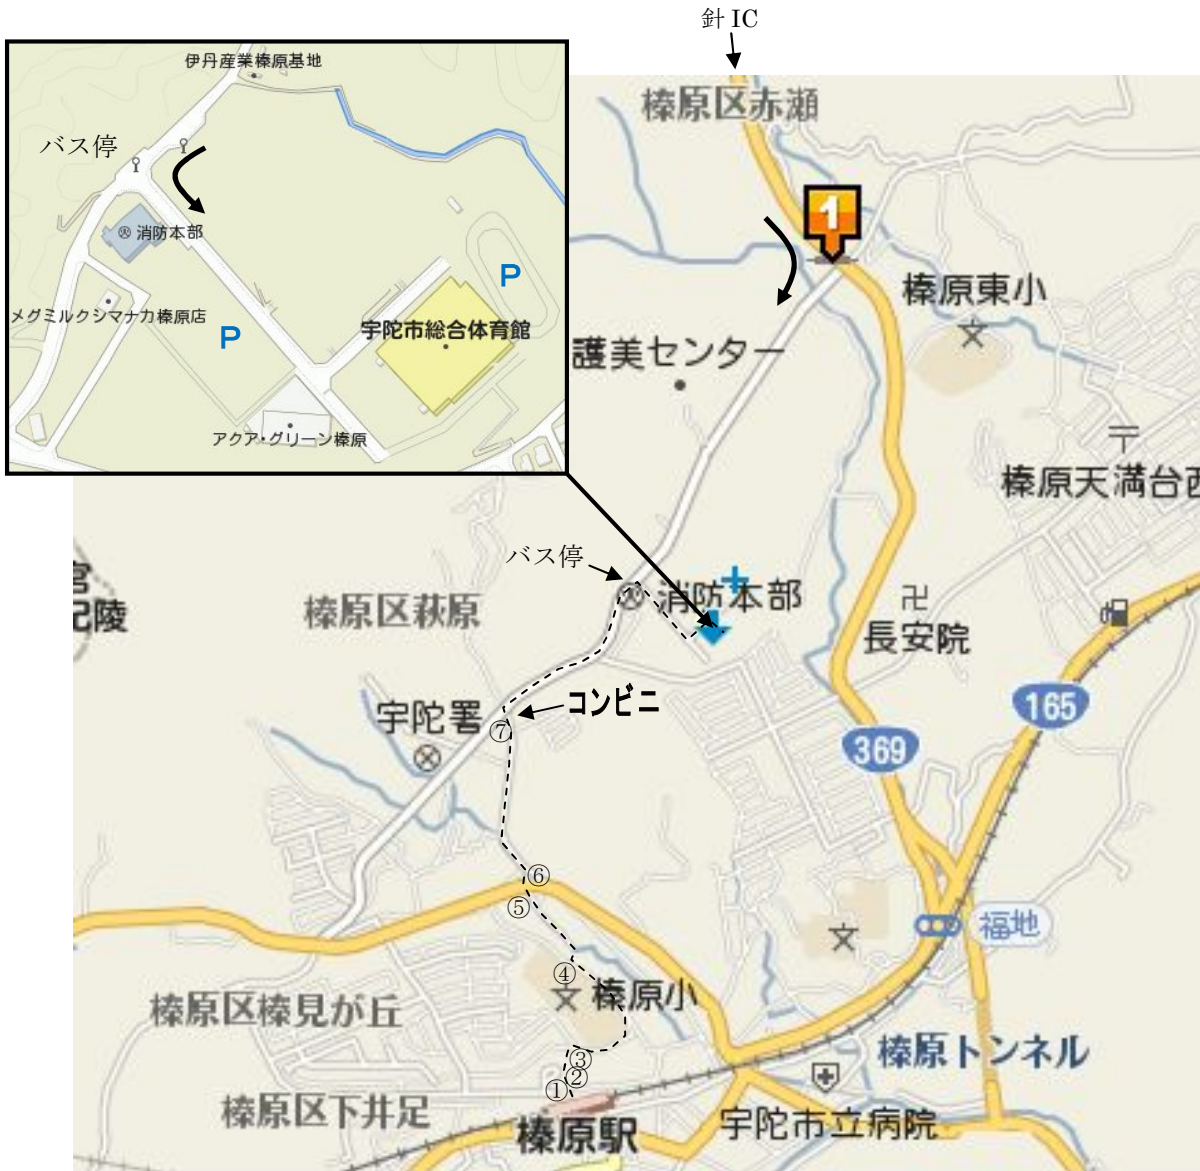 針 IC
伊丹産業榛原基地
バス停
消防本部
メグミルクシマナカ榛原店
P
P
宇陀市総合体育館
アクア・グリーン榛原
榛原区赤瀬
1
榛原東小
護美センター
榛原天満台西
バス停
消防本部
宮
記陵
榛原区萩原
長安院
コンビニ
宇陀署
⑦
165
369
⑥
⑤
福地
④
榛原小
榛原区榛見が丘
③
②
①
榛原トンネル
榛原区下井足
榛原駅
宇陀市立病院